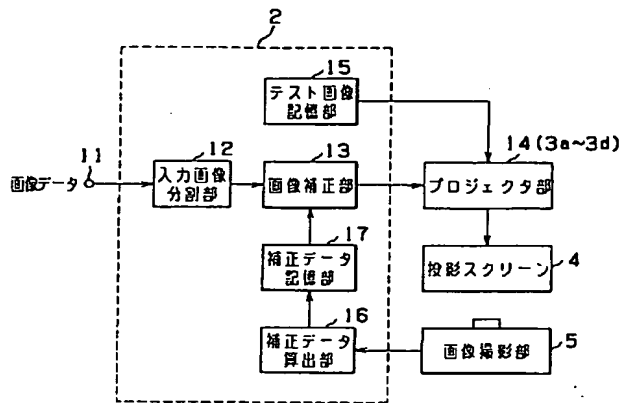 2
15
テスト画像
記憶部
14(3a~3d)
プロジェクタ部
11
画像データ
12
入力画像
分割部
13
画像補正部
17
補正データ
記憶部
4
投影スクリーン
16
補正データ
算出部
5
画像撮影部